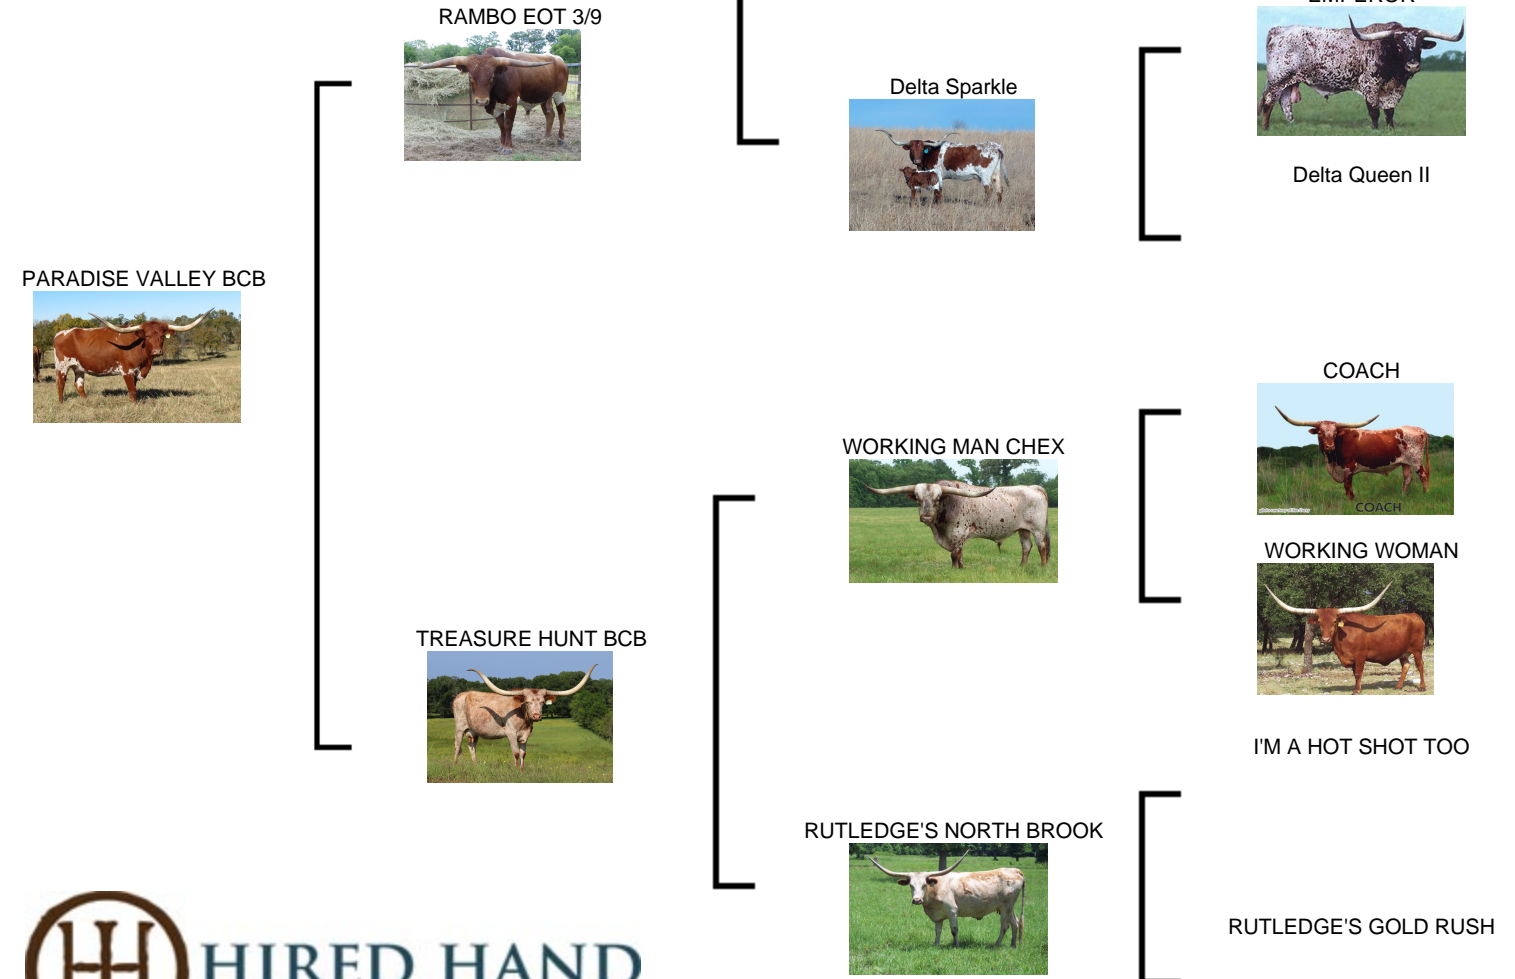 RAMBO EOT 3/9
Delta Sparkle
Delta Queen II
PARADISE VALLEY BCB
COACH
WORKING MAN CHEX
COACH
WORKING WOMAN
TREASURE HUNT BCB
I'M A HOT SHOT TOO
RUTLEDGE'S NORTH BROOK
RUTLEDGE'S GOLD RUSH
HIRED HAND